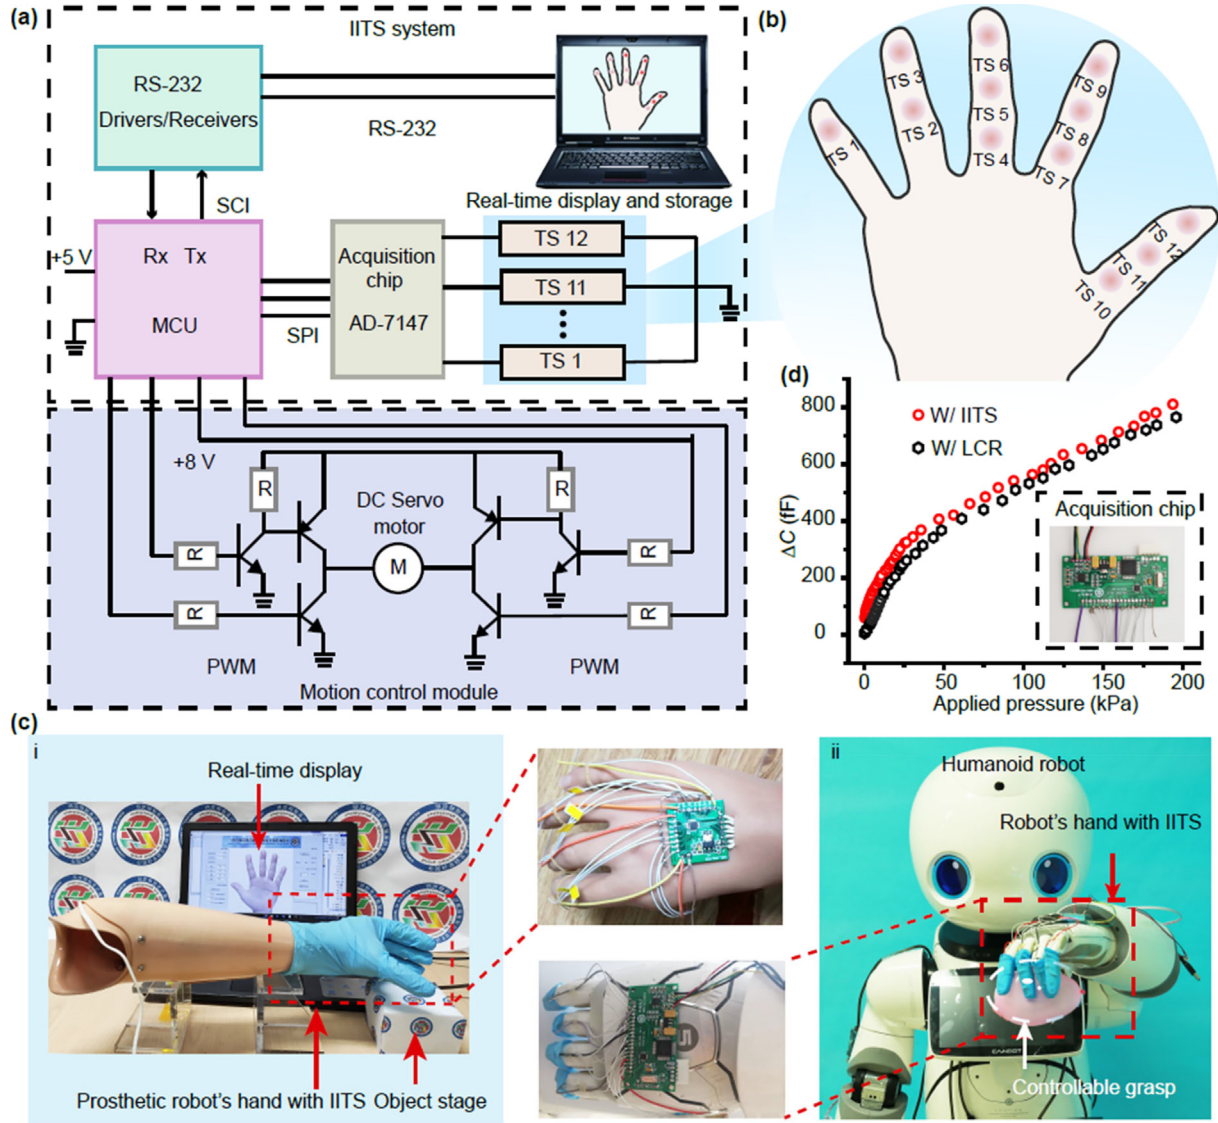 (a)
IITS system
RS-232
Drivers/Receivers
RS-232
Real-time display and storage
SCI
+5 V
Rx Tx
MCU
SPI
Acquisition
chip
AD-7147
TS 12
TS 11
TS 1
+8 V
R
R
R
R
R
R
DC Servo
motor
M
PWM
PWM
Motion control module
(b)
TS 1
TS 2
TS 3
TS 4
TS 5
TS 6
TS 7
TS 8
TS 9
TS 10
TS 11
TS 12
(d)
800
600
400
200
0
ΔC (fF)
W/ IITS
W/ LCR
Acquisition chip
0
50
100
150
200
Applied pressure (kPa)
(c)
i
Real-time display
Prosthetic robot's hand with IITS
Object stage
ii
Humanoid robot
Robot's hand with IITS
CANBOT
Controllable grasp